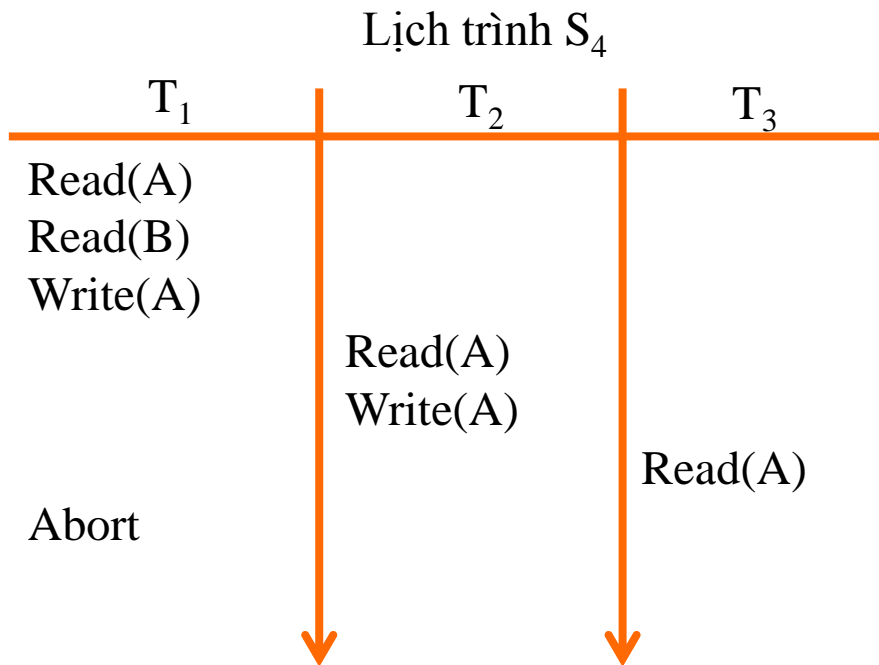 Lịch trình S₄
T₁ T₂ T₃
Read(A)
Read(B)
Write(A)
Read(A)
Write(A)
Read(A)
Abort